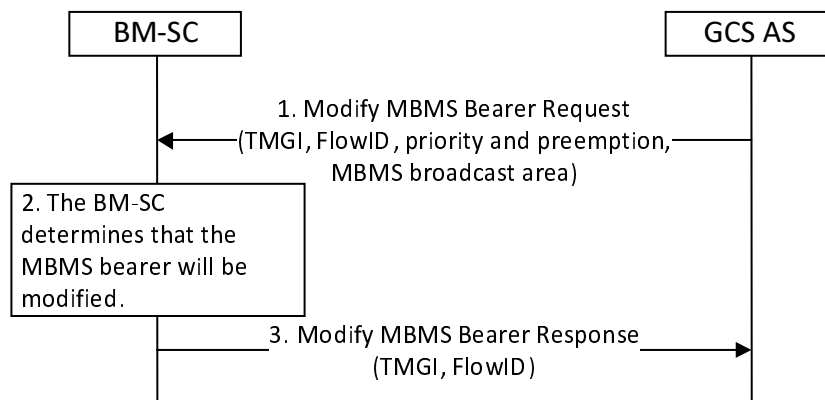 BM-SC
GCS AS
1. Modify MBMS Bearer Request
(TMGI, FlowID, priority and preemption,
MBMS broadcast area)
2. The BM-SC
determines that the
MBMS bearer will be
modified.
3. Modify MBMS Bearer Response
(TMGI, FlowID)